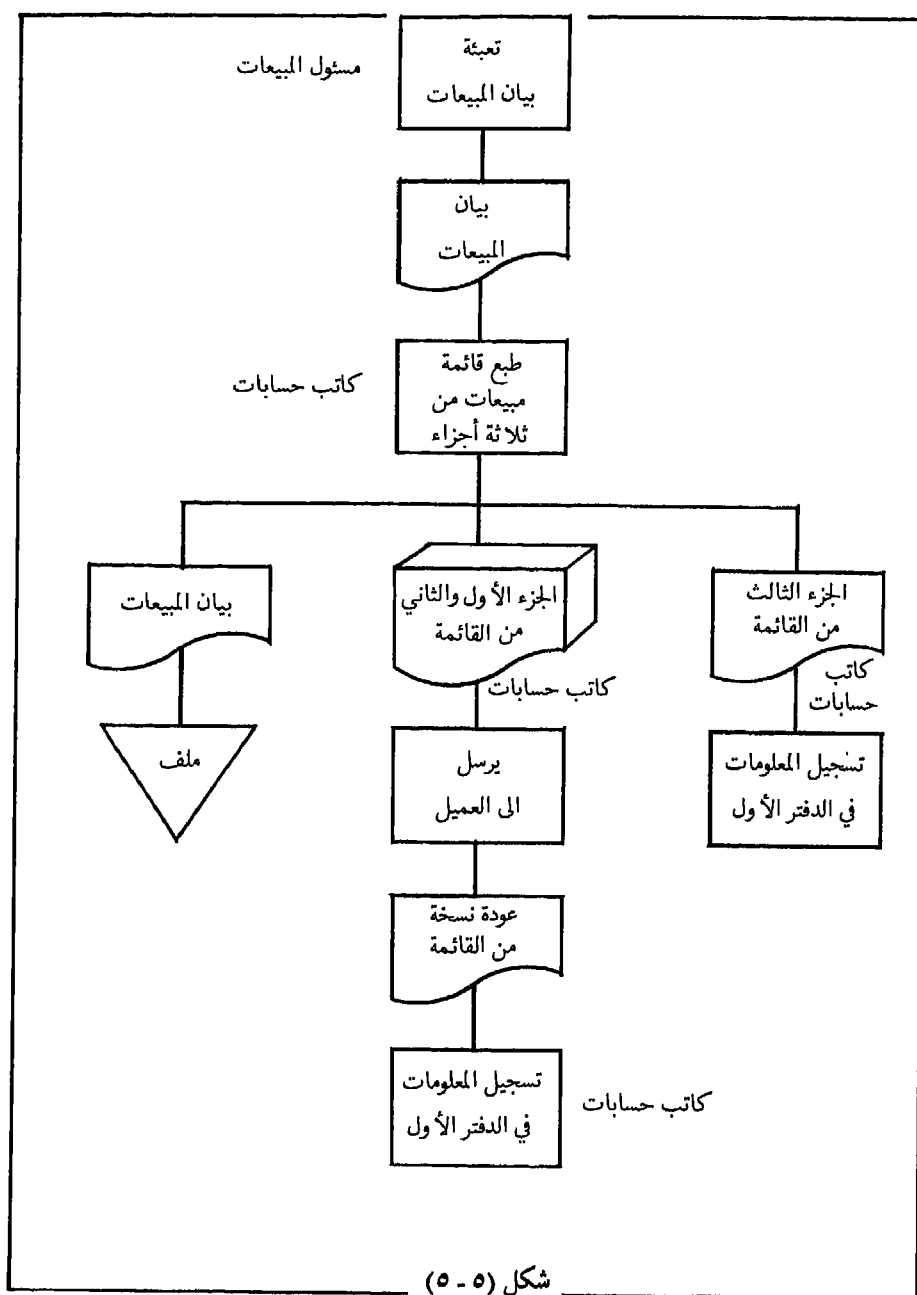 تعبئة
بيان المبيعات
مسئول المبيعات
بيان
المبيعات
طبع قائمة
مبيعات من
ثلاثة أجزاء
كاتب حسابات
الجزء الثالث
من القائمة
كاتب
حسابات
تسجيل المعلومات
في الدفتر الأول
الجزء الأول والثاني
من القائمة
كاتب حسابات
يرسل
الى العميل
عودة نسخة
من القائمة
تسجيل المعلومات
في الدفتر الأول
كاتب حسابات
بيان المبيعات
ملف
شكل (٥ - ٥)